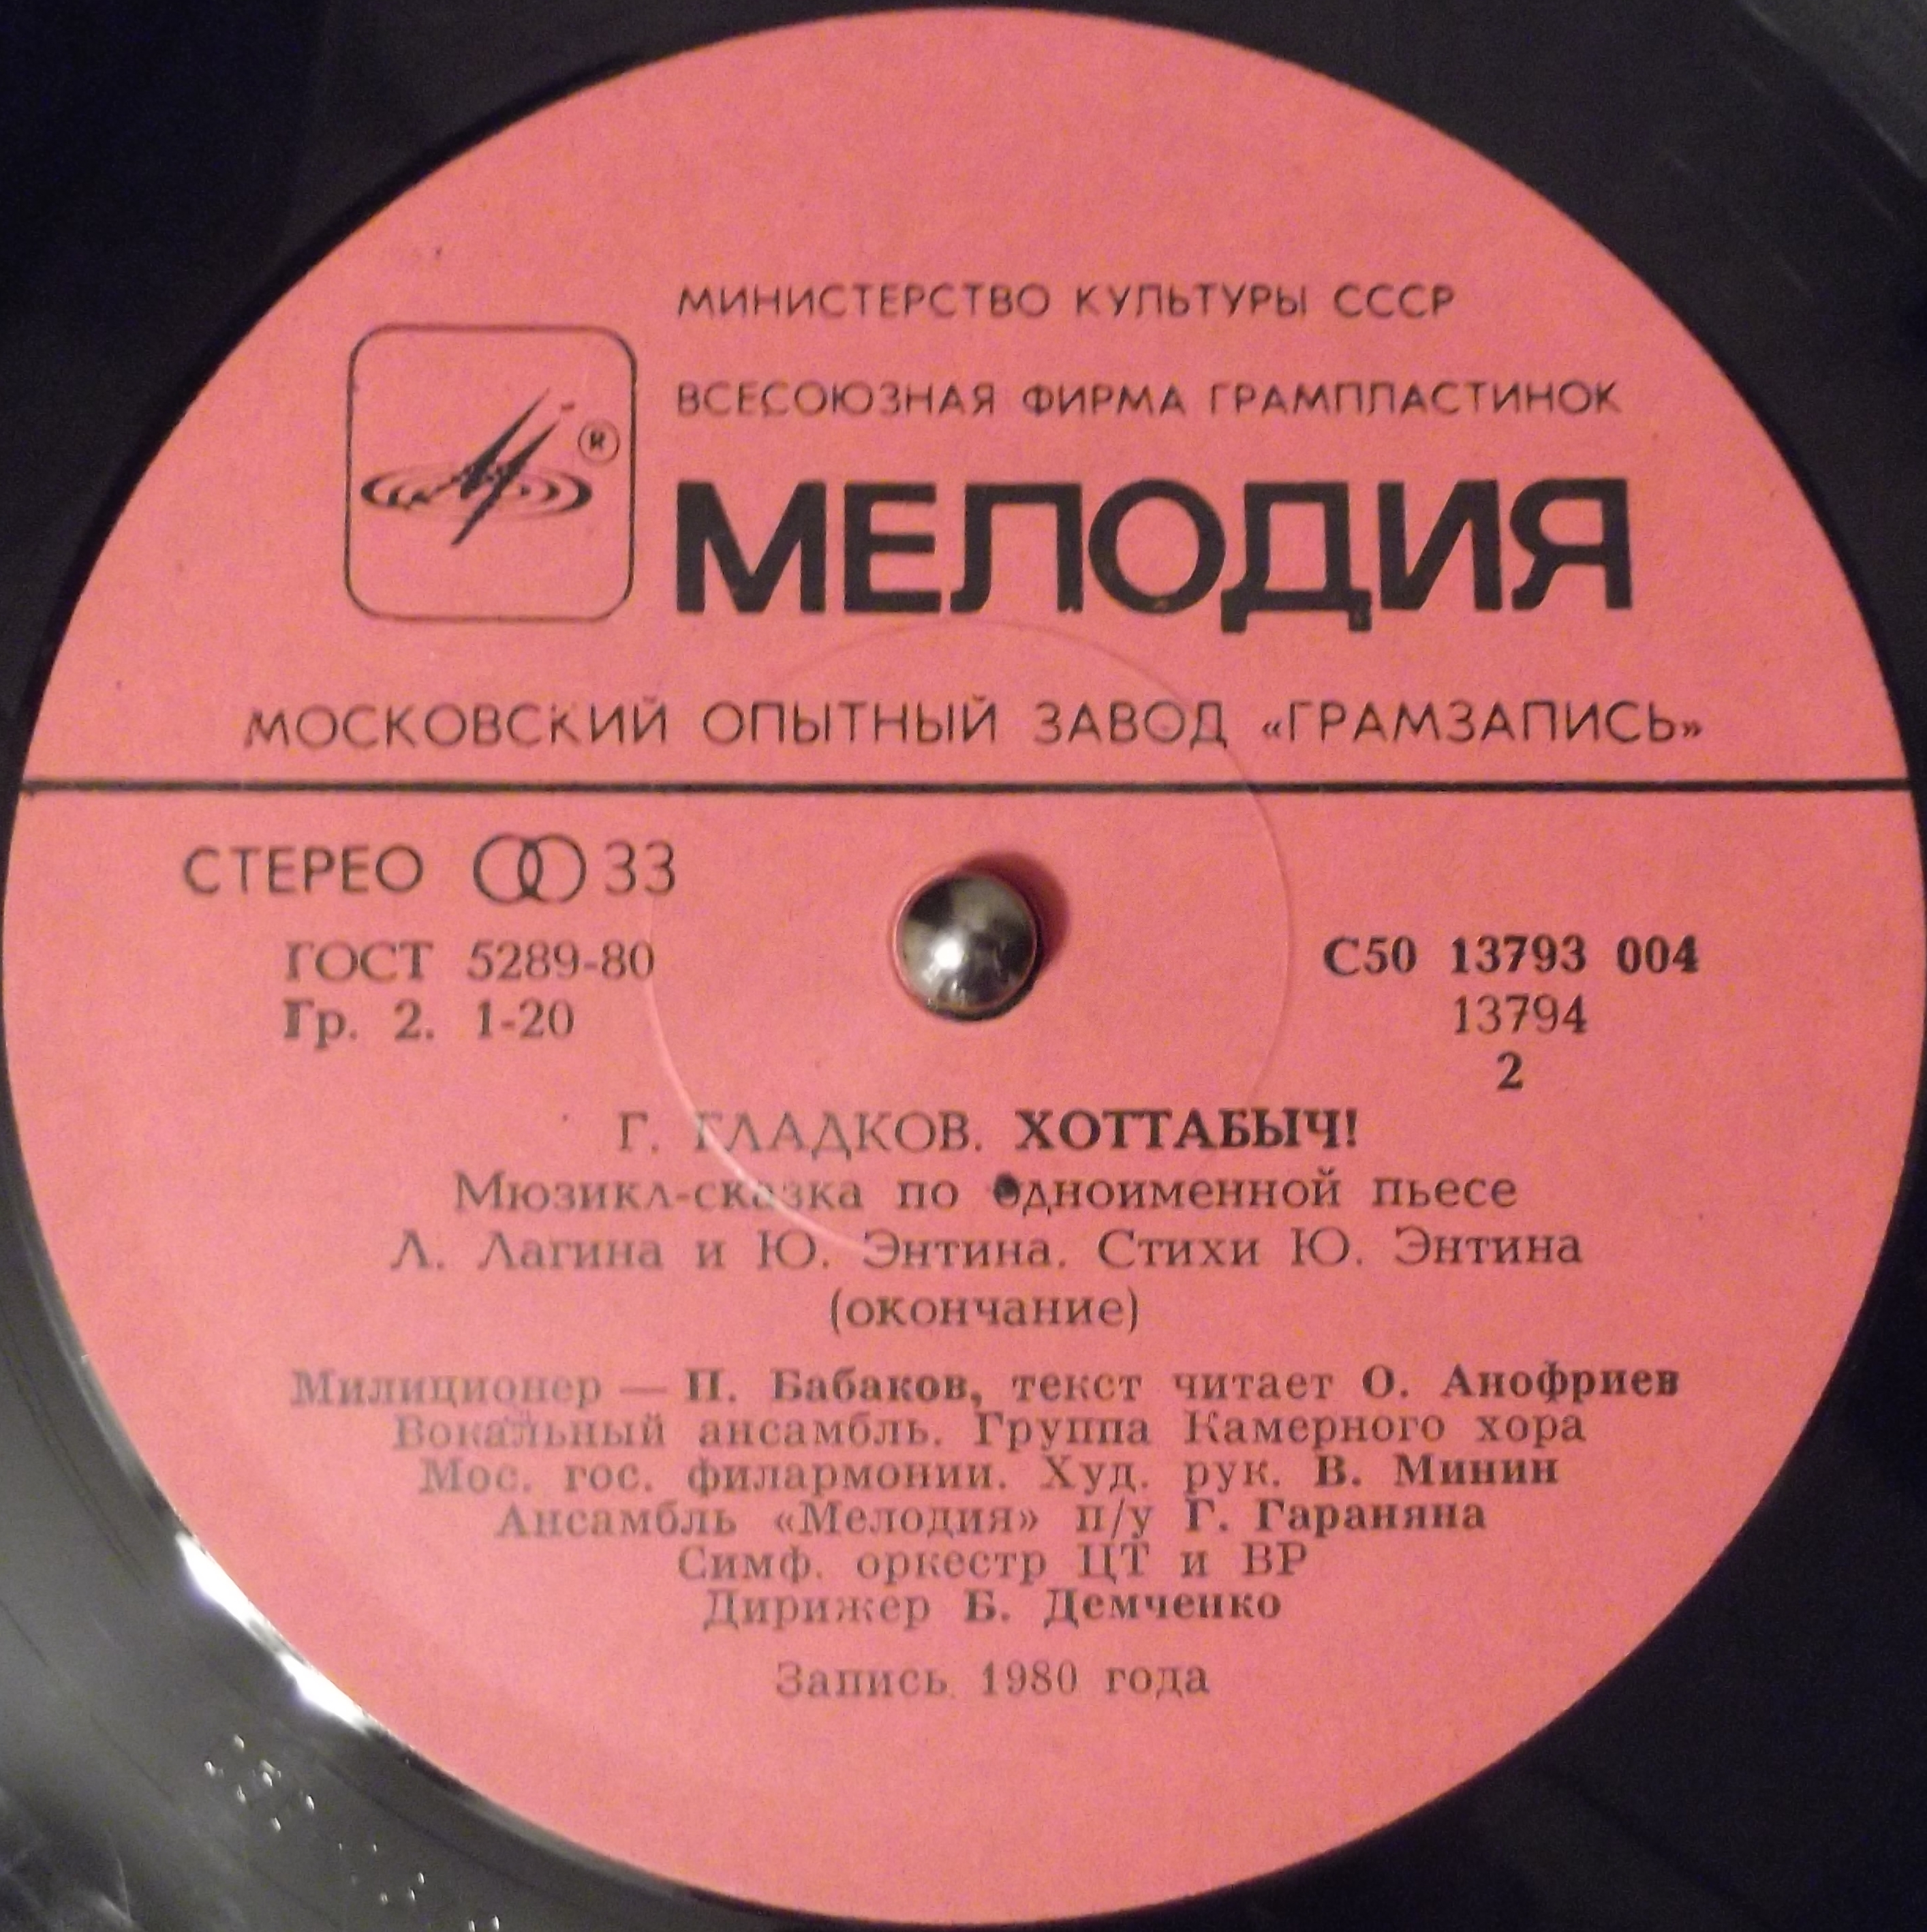 МИНИСТЕРСТВО КУЛЬТУРЫ СССР
ВСЕСОЮЗНАЯ ФИРМА ГРАМПЛАСТИНОК
®
МЕЛОДИЯ
МОСКОВСКИЙ ОПЫТНЫЙ ЗАВОД «ГРАМЗАПИСЬ»
СТЕРЕО 33
ГОСТ 5289-80
Гр. 2. 1-20
С50 13793 004
13794
2
Г. ГЛАДКОВ. ХОТТАБЫЧ!
Мюзикл-сказка по одноименной пьесе
Л. Лагина и Ю. Энтина. Стихи Ю. Энтина
(окончание)
Милиционер — П. Бабаков, текст читает О. Анофриев
Вокальный ансамбль. Группа Камерного хора
Мос. гос. филармонии. Худ. рук. В. Минин
Ансамбль «Мелодия» п/у Г. Гараняна
Симф. оркестр ЦТ и ВР
Дирижер Б. Демченко
Запись 1980 года